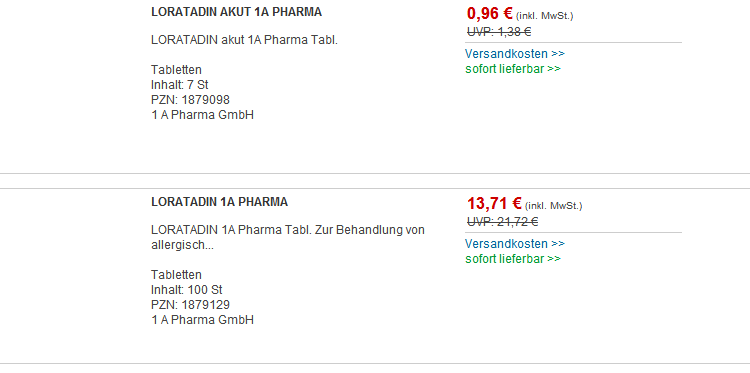 LORATADIN AKUT 1A PHARMA
LORATADIN akut 1A Pharma Tabl.
Tabletten
Inhalt: 7 St
PZN: 1879098
1 A Pharma GmbH
0,96 € (inkl. MwSt.)
UVP: 1,38 €
Versandkosten >>
sofort lieferbar >>
LORATADIN 1A PHARMA
LORATADIN 1A Pharma Tabl. Zur Behandlung von
allergisch...
Tabletten
Inhalt: 100 St
PZN: 1879129
1 A Pharma GmbH
13,71 € (inkl. MwSt.)
UVP: 21,72 €
Versandkosten >>
sofort lieferbar >>